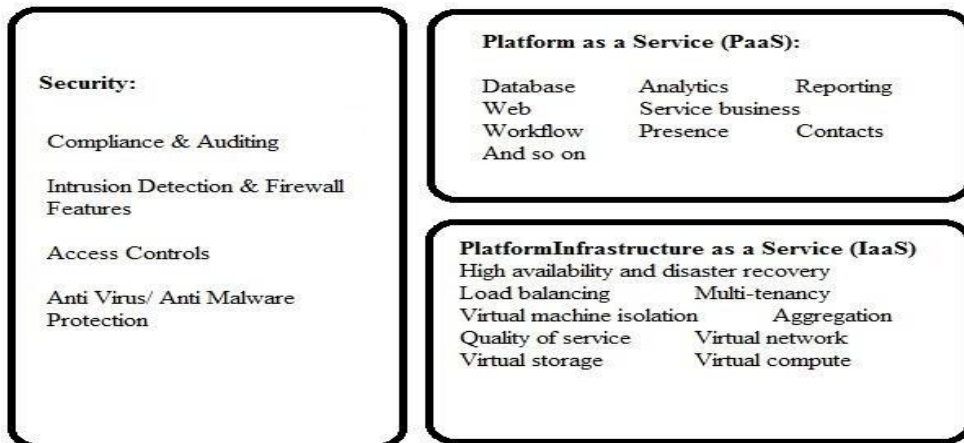 Security:
Compliance & Auditing
Intrusion Detection & Firewall
Features
Access Controls
Anti Virus/ Anti Malware
Protection
Platform as a Service (PaaS):
Database Analytics Reporting
Web Service business
Workflow Presence Contacts
And so on
PlatformInfrastructure as a Service (IaaS)
High availability and disaster recovery
Load balancing Multi-tenancy
Virtual machine isolation Aggregation
Quality of service Virtual network
Virtual storage Virtual compute